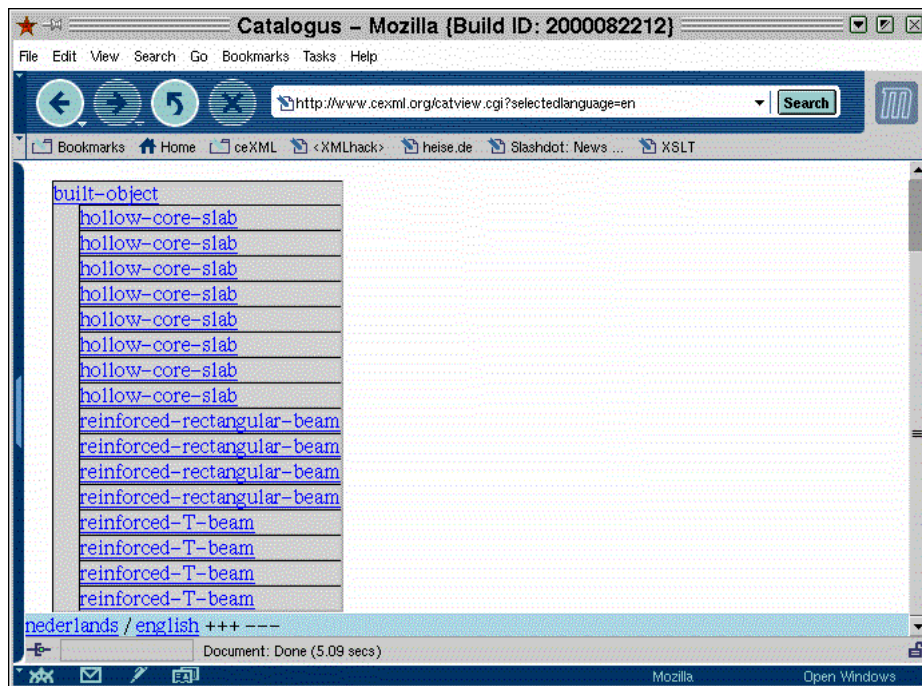 Catalogus – Mozilla {Build ID: 2000082212}
File Edit View Search Go Bookmarks Tasks Help
http://www.cexml.org/catview.cgi?selectedlanguage=en Search
Bookmarks Home ceXML <XMLhack> heise.de Slashdot: News ... XSLT
built-object
hollow-core-slab
hollow-core-slab
hollow-core-slab
hollow-core-slab
hollow-core-slab
hollow-core-slab
hollow-core-slab
hollow-core-slab
reinforced-rectangular-beam
reinforced-rectangular-beam
reinforced-rectangular-beam
reinforced-rectangular-beam
reinforced-T-beam
reinforced-T-beam
reinforced-T-beam
reinforced-T-beam
nederlands / english +++ ---
Document: Done (5.09 secs)
Mozilla Open Windows